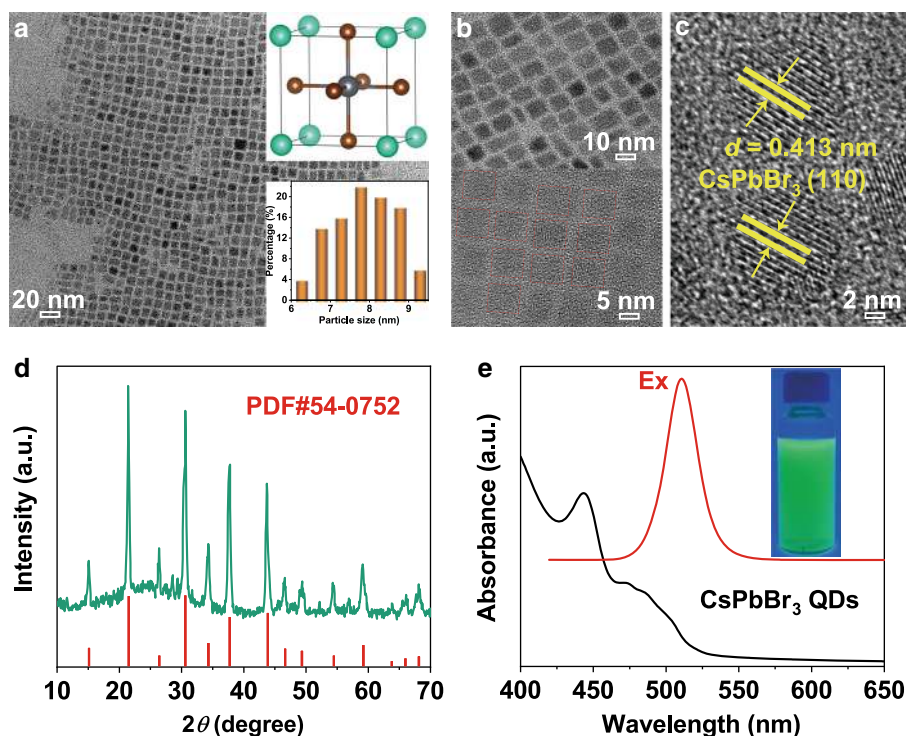 a
20 nm
Percentage (%)
20
16
12
8
4
0
6 7 8 9
Particle size (nm)
b
10 nm
5 nm
c
d = 0.413 nm
CsPbBr₃ (110)
2 nm
d
PDF#54-0752
Intensity (a.u.)
10 20 30 40 50 60 70
2θ (degree)
e
Ex
CsPbBr₃ QDs
Absorbance (a.u.)
400 450 500 550 600 650
Wavelength (nm)